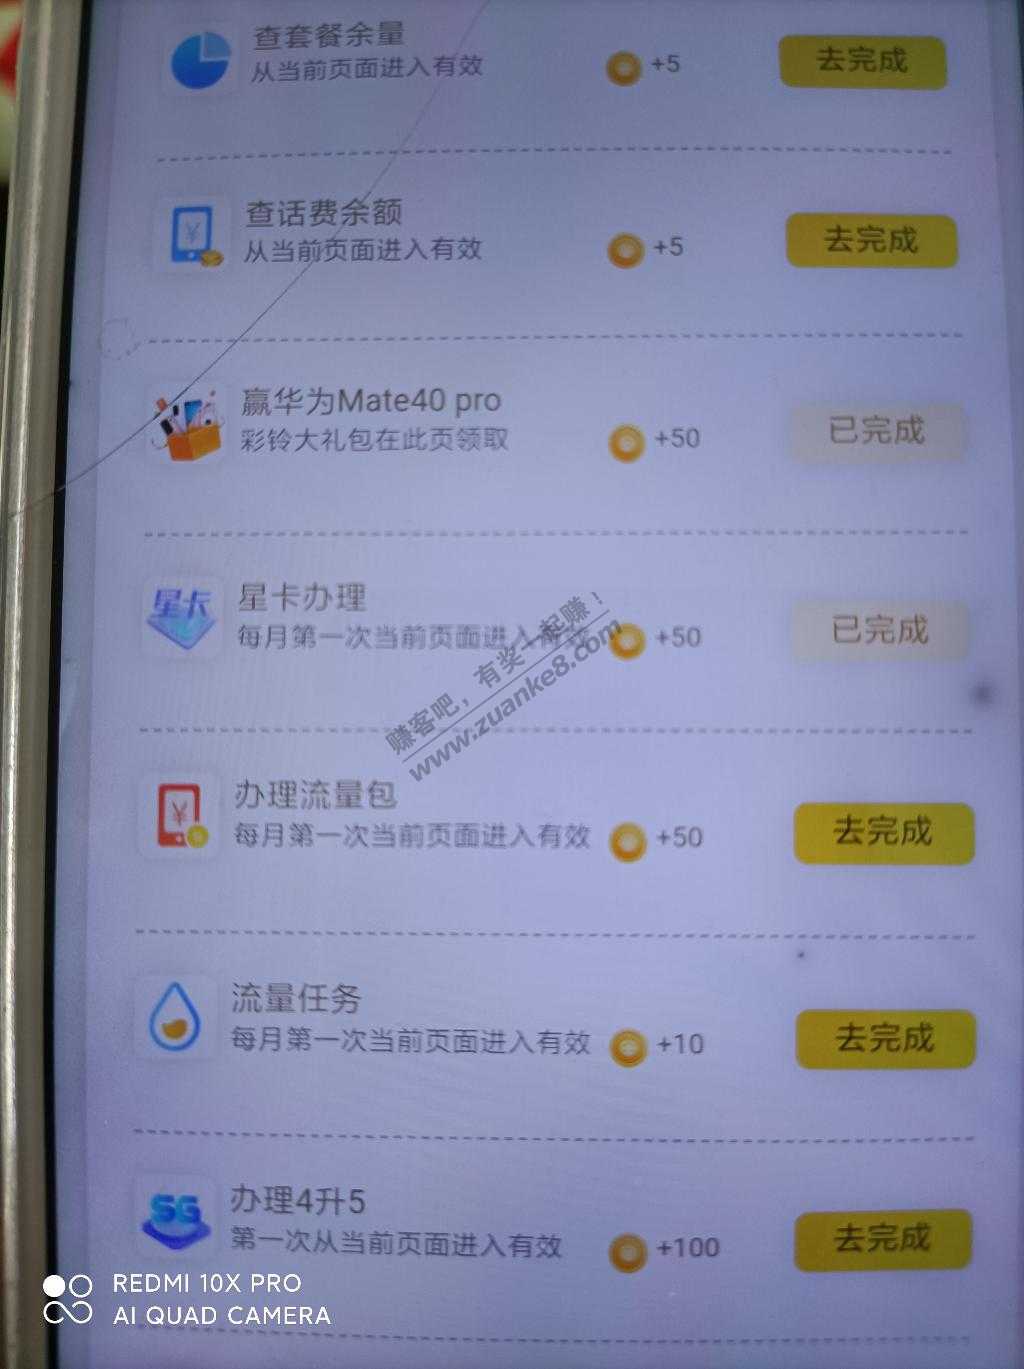 查套餐余量
从当前页面进入有效
+5
去完成
查话费余额
从当前页面进入有效
+5
去完成
赢华为Mate40 pro
彩铃大礼包在此页领取
+50
已完成
星卡
星卡办理
每月第一次当前页面进入有效
+50
已完成
赚客吧，有奖一起赚！
www.zuanke8.com
办理流量包
每月第一次当前页面进入有效
+50
去完成
流量任务
每月第一次当前页面进入有效
+10
去完成
5G
办理4升5
第一次从当前页面进入有效
+100
去完成
REDMI 10X PRO
AI QUAD CAMERA